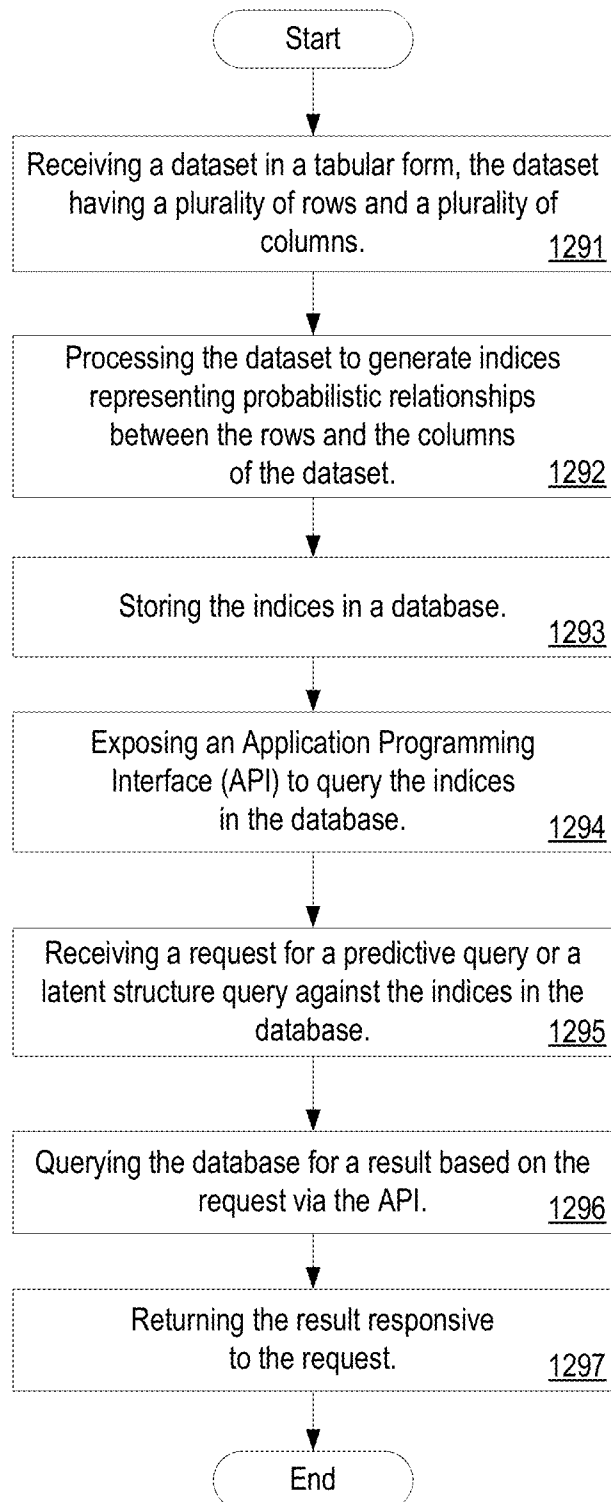 Start
Receiving a dataset in a tabular form, the dataset
having a plurality of rows and a plurality of
columns.
1291
Processing the dataset to generate indices
representing probabilistic relationships
between the rows and the columns
of the dataset.
1292
Storing the indices in a database.
1293
Exposing an Application Programming
Interface (API) to query the indices
in the database.
1294
Receiving a request for a predictive query or a
latent structure query against the indices in the
database.
1295
Querying the database for a result based on the
request via the API.
1296
Returning the result responsive
to the request.
1297
End